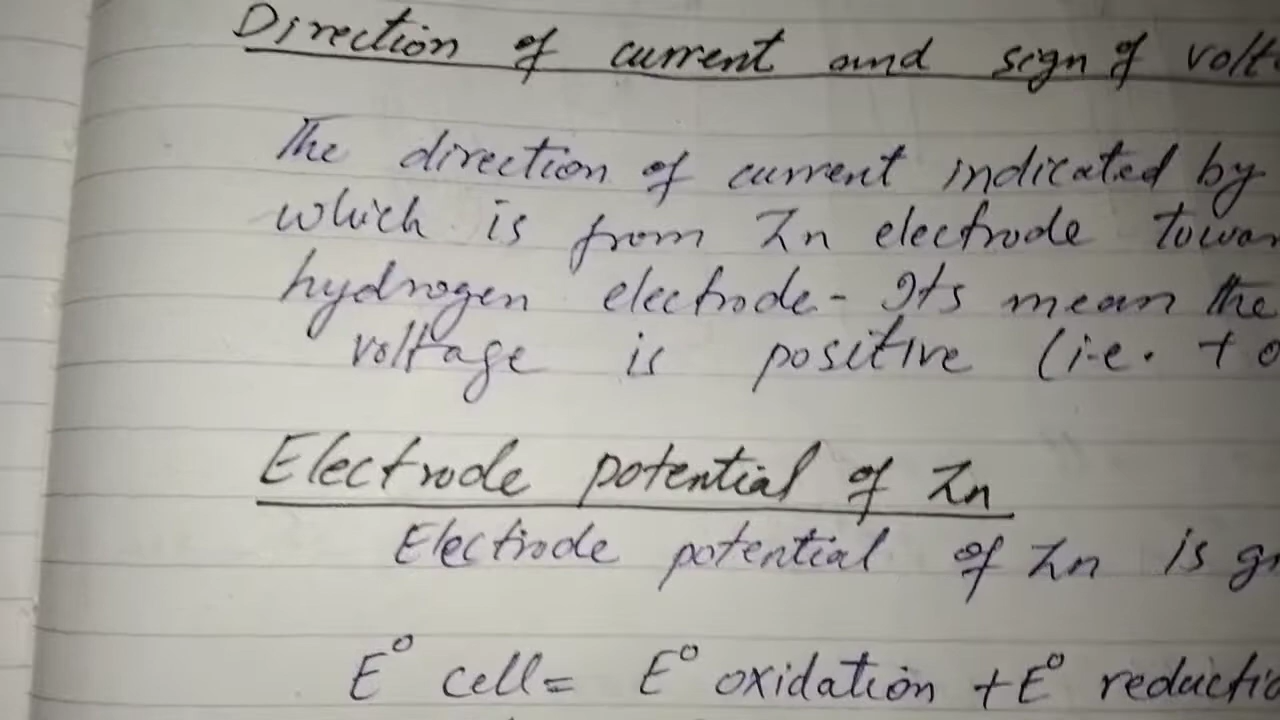 Direction of current and sign of volt
The direction of current indicated by
which is from Zn electrode towar
hydrogen electrode- Its mean the
voltage is positive (i.e. + 0
Electrode potential of Zn
Electrode potential of Zn is g
E° cell= E° oxidation +E° reductio